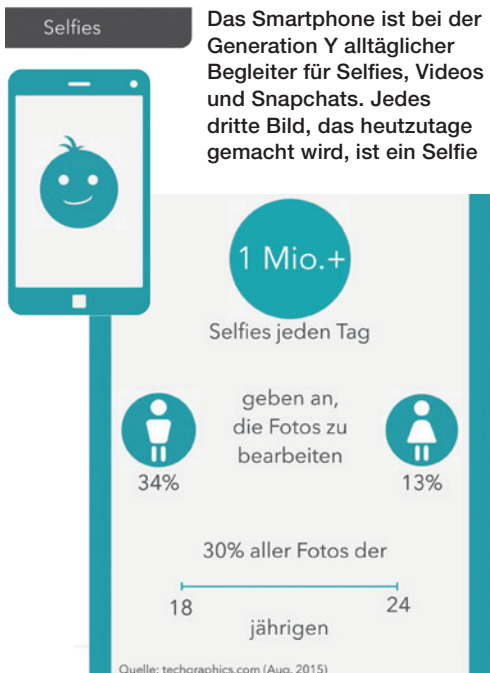 Selfies
Das Smartphone ist bei der
Generation Y alltäglicher
Begleiter für Selfies, Videos
und Snapchats. Jedes
dritte Bild, das heutzutage
gemacht wird, ist ein Selfie
1 Mio.+
Selfies jeden Tag
geben an,
die Fotos zu
bearbeiten
34%
13%
30% aller Fotos der
18
24
jährigen
Quelle: techgraphics.com (Aug. 2015)